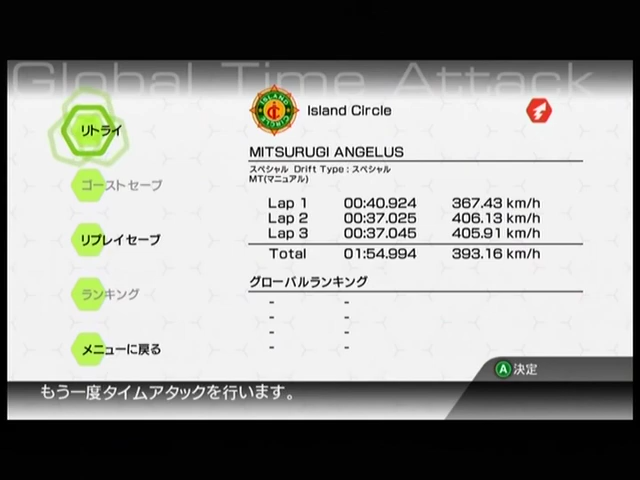 Global Time Attack
ISLAND CIRCLE
Island Circle
リトライ
MITSURUGI ANGELUS
スペシャル Drift Type : スペシャル
MT(マニュアル)
ゴーストセーブ
Lap 1 00:40.924 367.43 km/h
Lap 2 00:37.025 406.13 km/h
Lap 3 00:37.045 405.91 km/h
リプレイセーブ
Total 01:54.994 393.16 km/h
グローバルランキング
ランキング
- -
- -
- -
- -
メニューに戻る
A 決定
もう一度タイムアタックを行います。